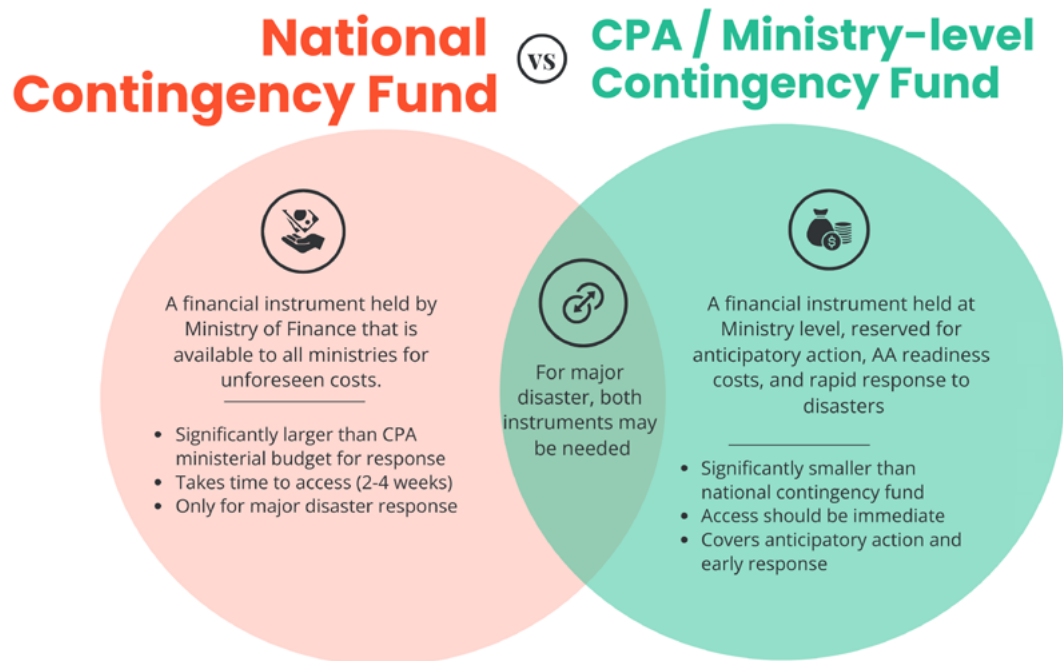 National
Contingency Fund
VS
CPA / Ministry-level
Contingency Fund
A financial instrument held by
Ministry of Finance that is
available to all ministries for
unforeseen costs.
• Significantly larger than CPA
ministerial budget for response
• Takes time to access (2-4 weeks)
• Only for major disaster response
For major
disaster, both
instruments may
be needed
$
A financial instrument held at
Ministry level, reserved for
anticipatory action, AA readiness
costs, and rapid response to
disasters
• Significantly smaller than
national contingency fund
• Access should be immediate
• Covers anticipatory action and
early response